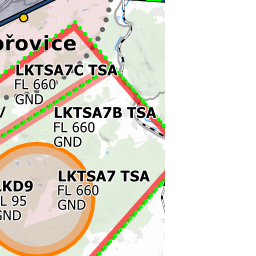 ořovice
LKTSA7C TSA
FL 660
GND
LKTSA7B TSA
FL 660
GND
LKTSA7 TSA
FL 660
GND
LKD9
FL 95
GND